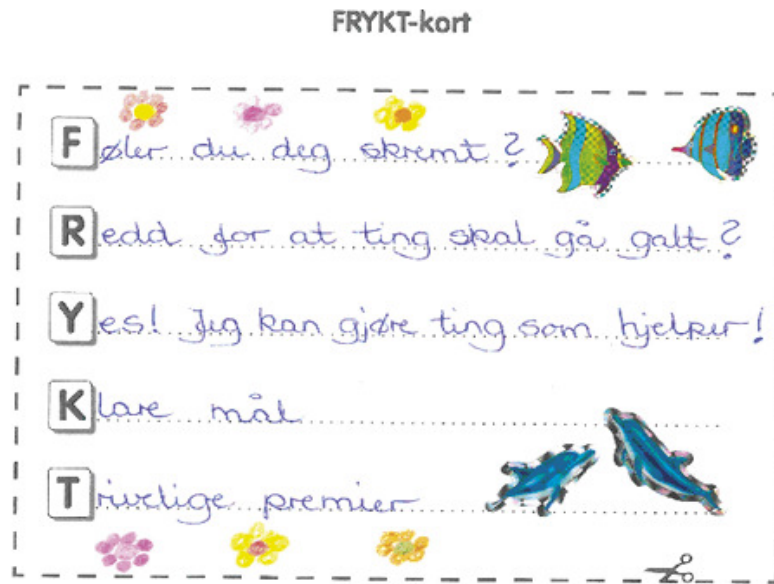 FRYKT-kort
Føler du deg skremt?
Redd for at ting skal gå galt?
Yes! Jeg kan gjøre ting som hjelper!
Klare mål
Trivelige premier